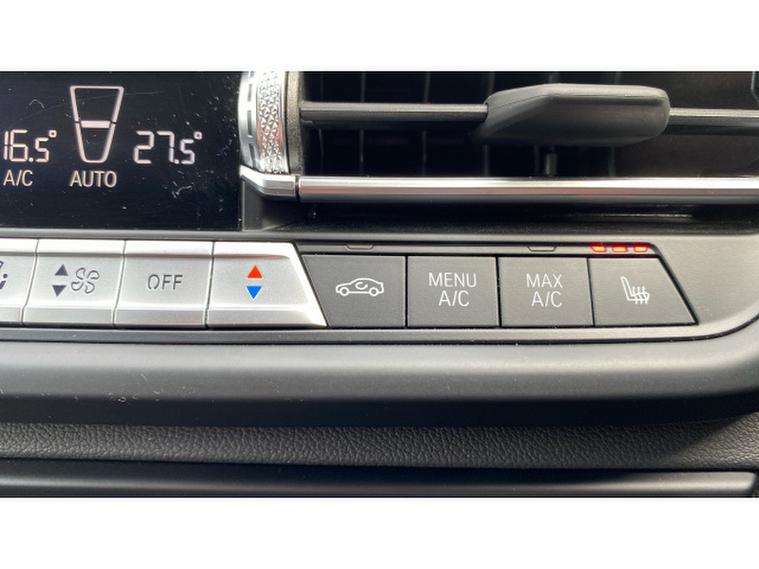 16.5° 27.5°
A/C AUTO
OFF
MENU
A/C
MAX
A/C